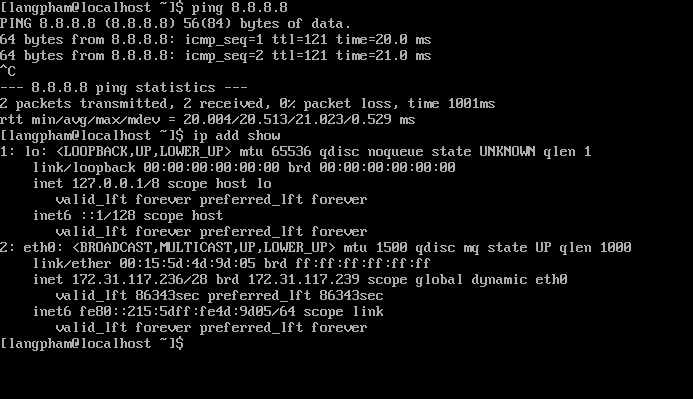 [langpham@localhost ~]$ ping 8.8.8.8
PING 8.8.8.8 (8.8.8.8) 56(84) bytes of data.
64 bytes from 8.8.8.8: icmp_seq=1 ttl=121 time=20.0 ms
64 bytes from 8.8.8.8: icmp_seq=2 ttl=121 time=21.0 ms
^C
--- 8.8.8.8 ping statistics ---
2 packets transmitted, 2 received, 0% packet loss, time 1001ms
rtt min/avg/max/mdev = 20.004/20.513/21.023/0.529 ms
[langpham@localhost ~]$ ip add show
1: lo: <LOOPBACK,UP,LOWER_UP> mtu 65536 qdisc noqueue state UNKNOWN qlen 1
    link/loopback 00:00:00:00:00:00 brd 00:00:00:00:00:00
    inet 127.0.0.1/8 scope host lo
       valid_lft forever preferred_lft forever
    inet6 ::1/128 scope host
       valid_lft forever preferred_lft forever
2: eth0: <BROADCAST,MULTICAST,UP,LOWER_UP> mtu 1500 qdisc mq state UP qlen 1000
    link/ether 00:15:5d:4d:9d:05 brd ff:ff:ff:ff:ff:ff
    inet 172.31.117.236/28 brd 172.31.117.239 scope global dynamic eth0
       valid_lft 86343sec preferred_lft 86343sec
    inet6 fe80::215:5dff:fe4d:9d05/64 scope link
       valid_lft forever preferred_lft forever
[langpham@localhost ~]$